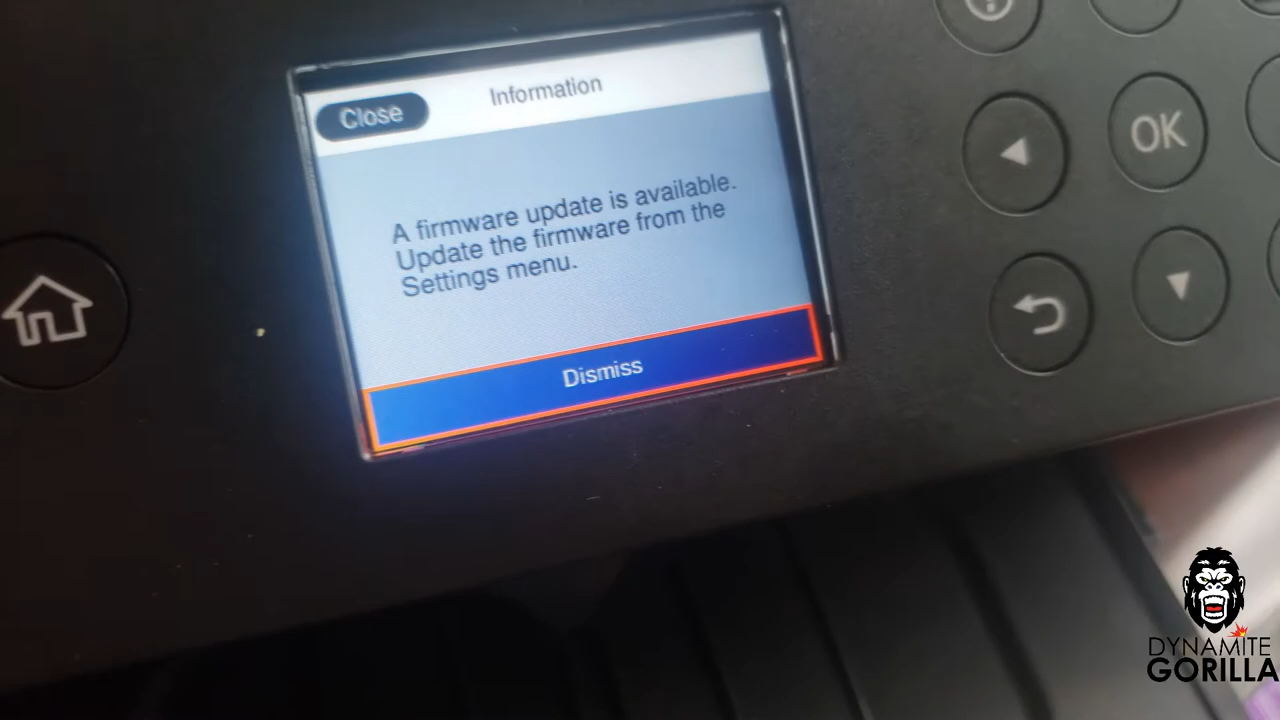 Information
Close
A firmware update is available.
Update the firmware from the
Settings menu.
Dismiss
OK
DYNAMITE
GORILLA